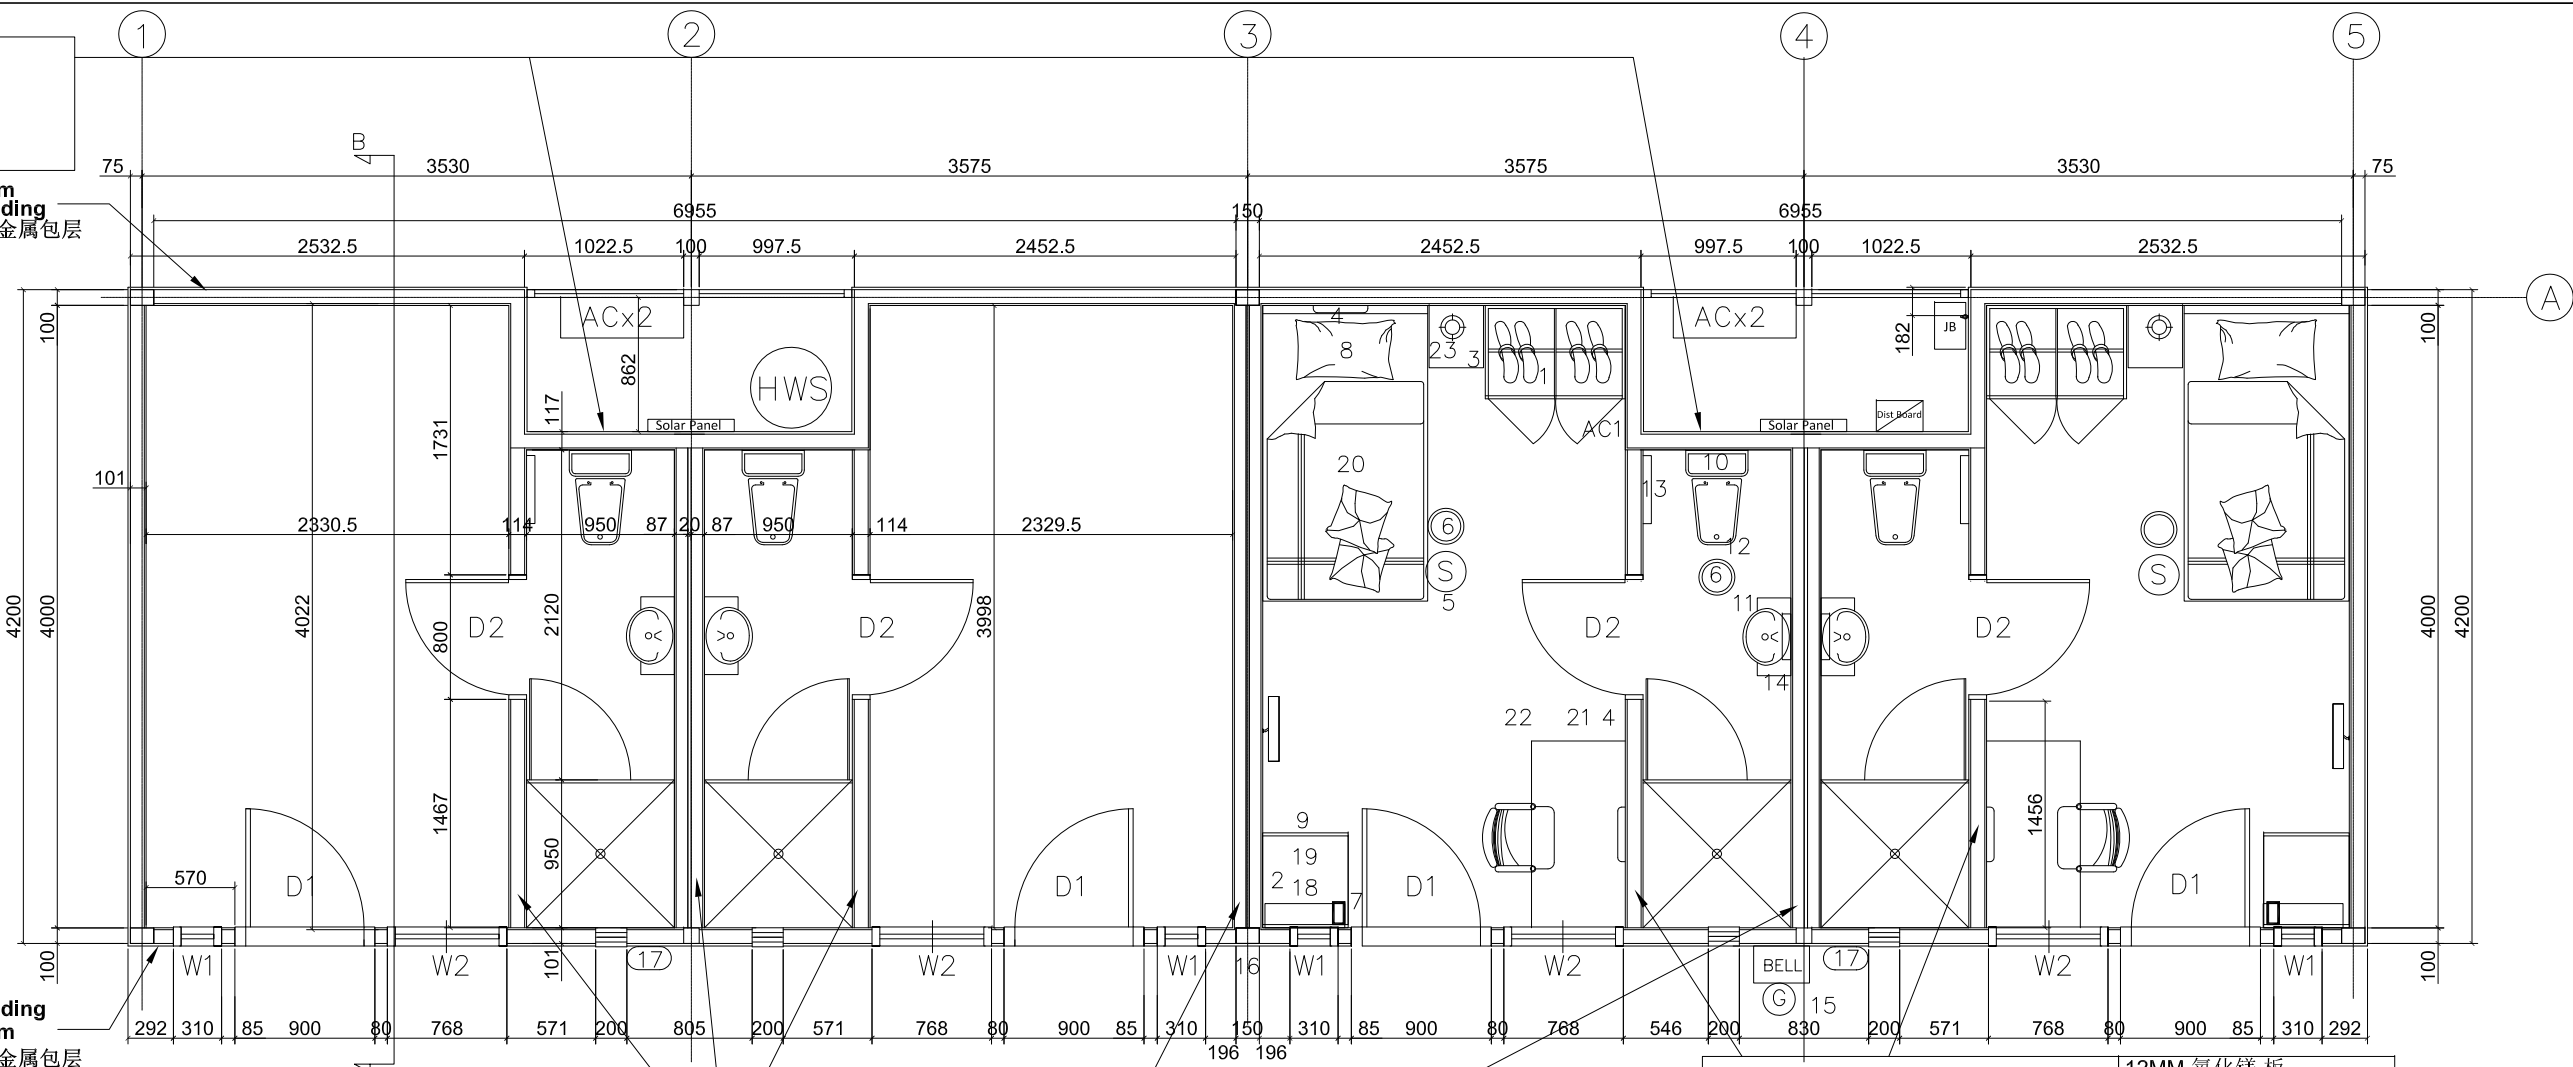 1 2 3 4 5
B
75 3530 3575 3575 3530 75
m
ding
金属包层
6955 150 6955
2532.5 1022.5 100 997.5 2452.5 2452.5 997.5 100 1022.5 2532.5
A
100 ACx2 4 ACx2 182 JB 100
862 HWS 8 23 3 1
117 Solar Panel Solar Panel Dist Board
1731 AC1
20 10
101 13
2330.5 114 950 87 20 87 950 114 2329.5 6
12
S 6 S
5 11
4200 4000 4022 800 D2 2120 D2 3998 D2 D2 4000 4200
14
22 21 4
1467 9 1456
950 19
570 D1 D1 2 18 7 D1 D1
100 W1 W2 101 17 W2 W1 16 W1 W2 BELL 17 W2 W1 100
G 15
ding
m
金属包层
292 310 85 900 80 768 571 200 805 200 571 768 80 900 85 310 150 310 85 900 80 768 546 200 830 200 571 768 80 900 85 310 292
196 196
12MM 氧化镁 板